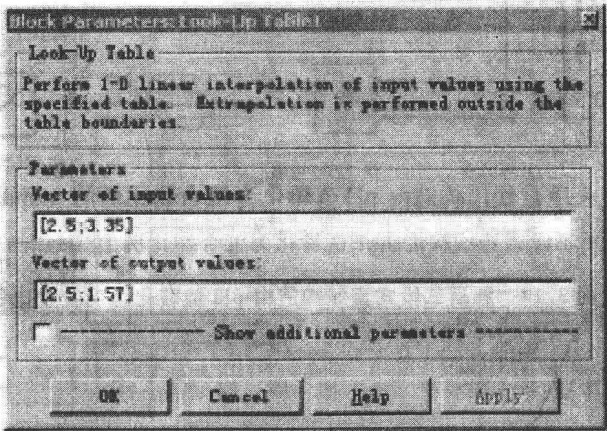 Block Parameters: Look-Up Table1
Look-Up Table
Perform 1-D linear interpolation of input values using the
specified table. Extrapolation is performed outside the
table boundaries.
Parameters
Vector of input values:
[2.5;3.35]
Vector of output values:
[2.5;1.57]
Show additional parameters
OK
Cancel
Help
Apply